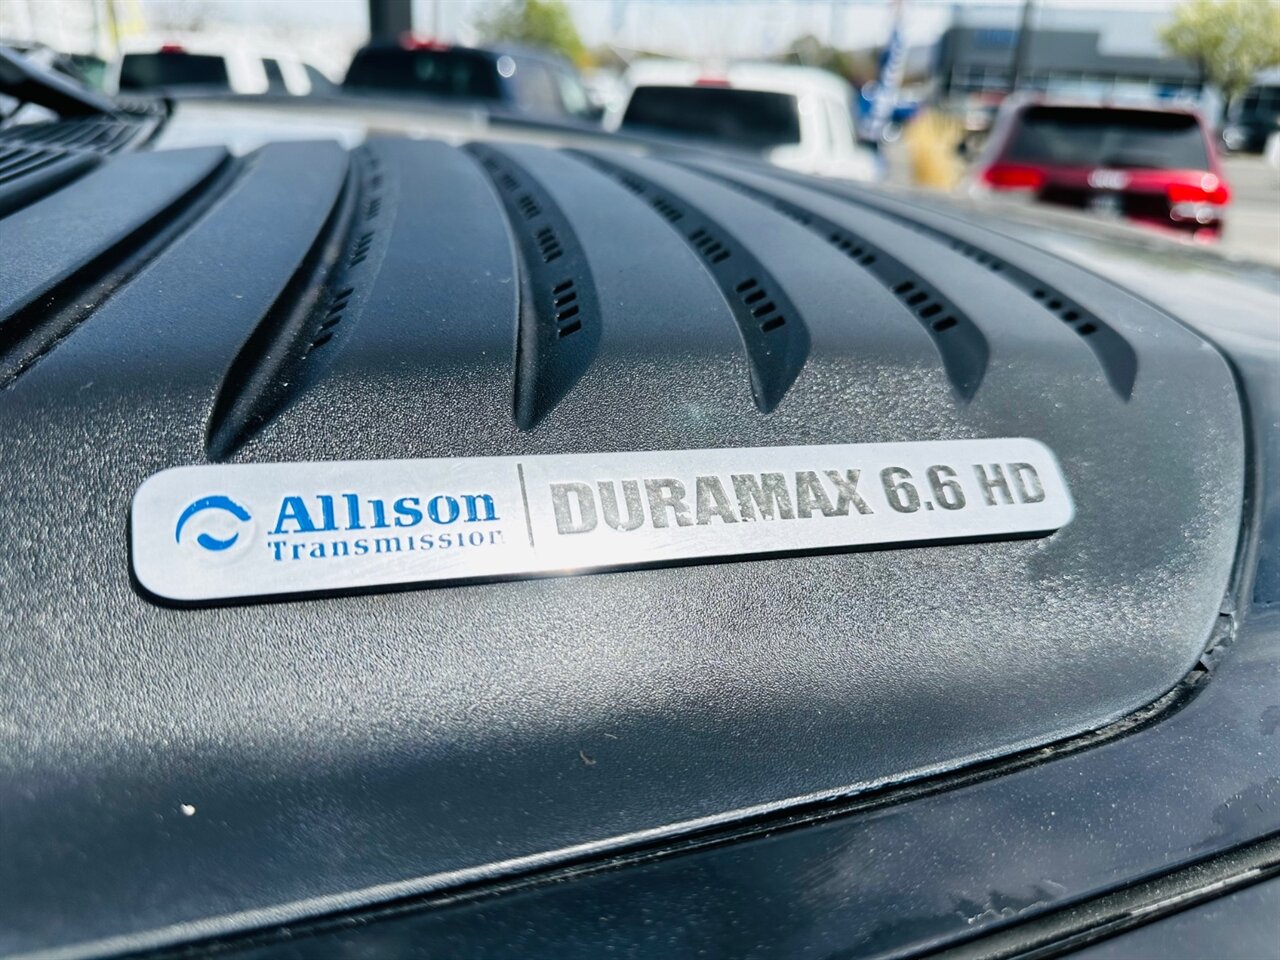 Allison
Transmission
DURAMAX 6.6 HD